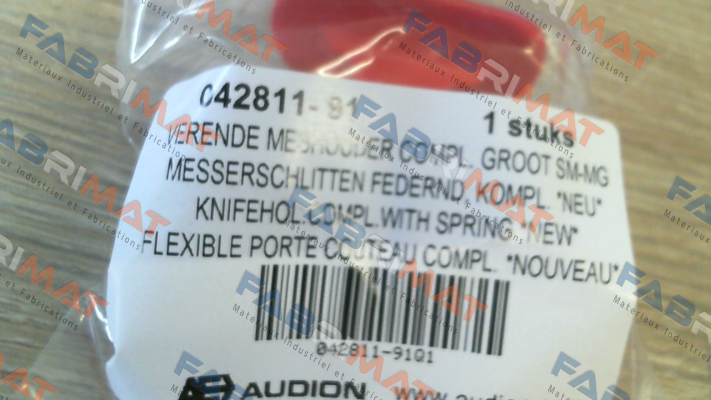 042811-91
1 stuks
VERENDE MESHOUDER COMPL. GROOT SM-MG
MESSERSCHLITTEN FEDERND, KOMPL. *NEU*
KNIFEHOL. COMPL.WITH SPRING *NEW*
FLEXIBLE PORTE COUTEAU COMPL. *NOUVEAU*
042811-91Q1
AUDION
FABRIMAT
Materiaux Industriel et Fabrications